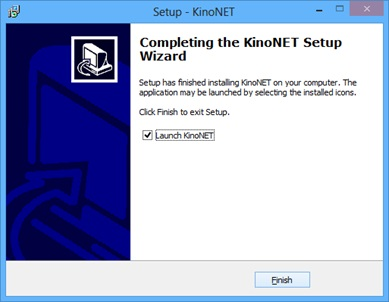 Setup - KinoNET
Completing the KinoNET Setup
Wizard
Setup has finished installing KinoNET on your computer. The
application may be launched by selecting the installed icons.
Click Finish to exit Setup.
Launch KinoNET
Finish